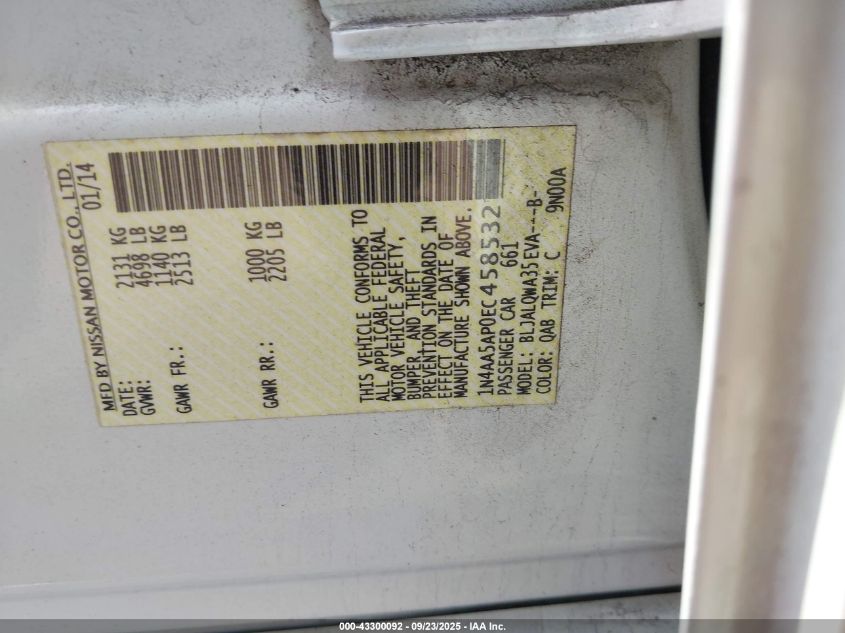 MFD BY NISSAN MOTOR CO., LTD.
DATE: 01/14
GVWR: 2131 KG
4698 LB
GAWR FR.: 1140 KG
2513 LB
GAWR RR.: 1000 KG
2205 LB
THIS VEHICLE CONFORMS TO
ALL APPLICABLE FEDERAL
MOTOR VEHICLE SAFETY,
BUMPER, AND THEFT
PREVENTION STANDARDS IN
EFFECT ON THE DATE OF
MANUFACTURE SHOWN ABOVE.
1N4AA5AP0EC458532
PASSENGER CAR 661
MODEL: BLJALQWA35EVA---B-
COLOR: QAB TRIM: C 9N00A
000-43300092 - 09/23/2025 - IAA Inc.